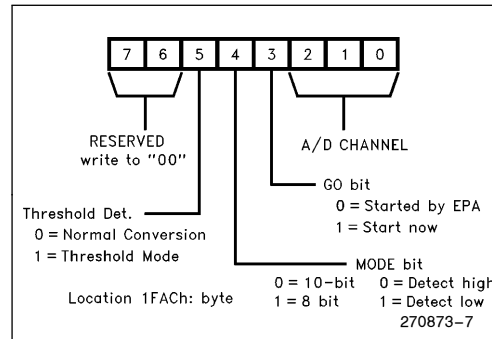 7 6 5 4 3 2 1 0
RESERVED
write to "00"
A/D CHANNEL
GO bit
0 = Started by EPA
1 = Start now
Threshold Det.
0 = Normal Conversion
1 = Threshold Mode
MODE bit
0 = 10-bit 0 = Detect high
1 = 8 bit 1 = Detect low
Location 1FACh: byte
270873-7